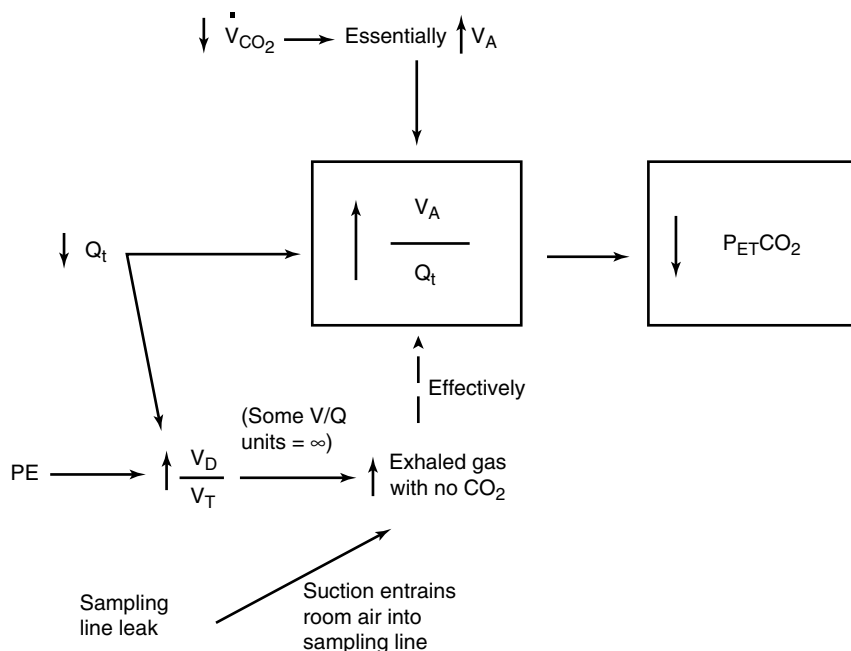 ↓ V̇CO₂ → Essentially ↑ VA
↑ VA
Qt
↓ PETCO₂
↓ Qt
Effectively
(Some V/Q
units = ∞)
PE
↑ VD
VT
↑ Exhaled gas
with no CO₂
Sampling
line leak
Suction entrains
room air into
sampling line